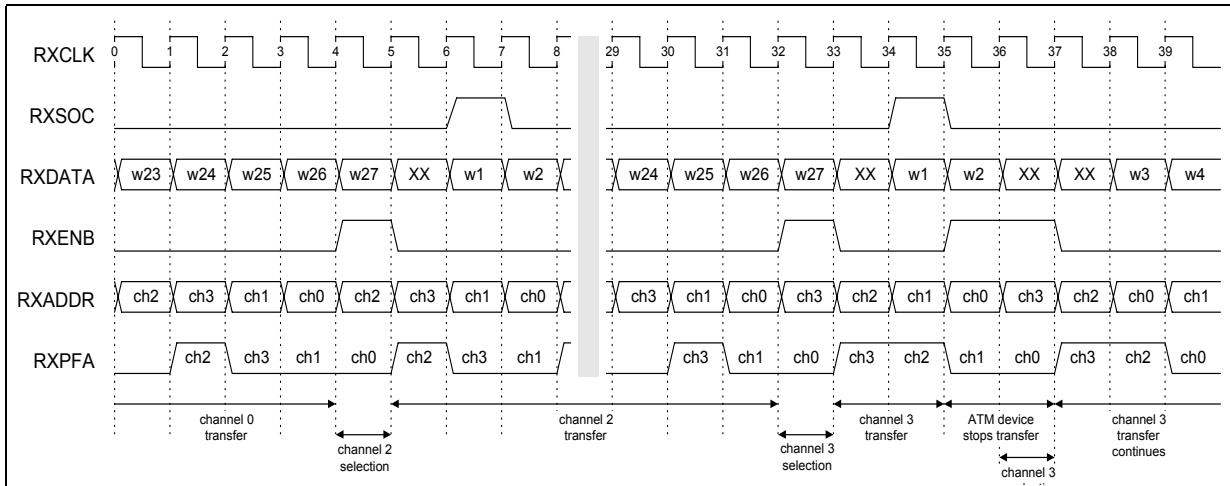 RXCLK 0 1 2 3 4 5 6 7 8 29 30 31 32 33 34 35 36 37 38 39
RXSOC
RXDATA w23 w24 w25 w26 w27 XX w1 w2 w24 w25 w26 w27 XX w1 w2 XX XX w3 w4
RXENB
RXADDR ch2 ch3 ch1 ch0 ch2 ch3 ch1 ch0 ch3 ch1 ch0 ch3 ch2 ch1 ch0 ch3 ch2 ch0 ch1
RXPFA ch2 ch3 ch1 ch0 ch2 ch3 ch1 ch3 ch1 ch0 ch3 ch2 ch1 ch0 ch3 ch2 ch0
channel 0
transfer
channel 2
selection
channel 2
transfer
channel 3
selection
channel 3
transfer
ATM device
stops transfer
channel 3
channel 3
transfer
continues